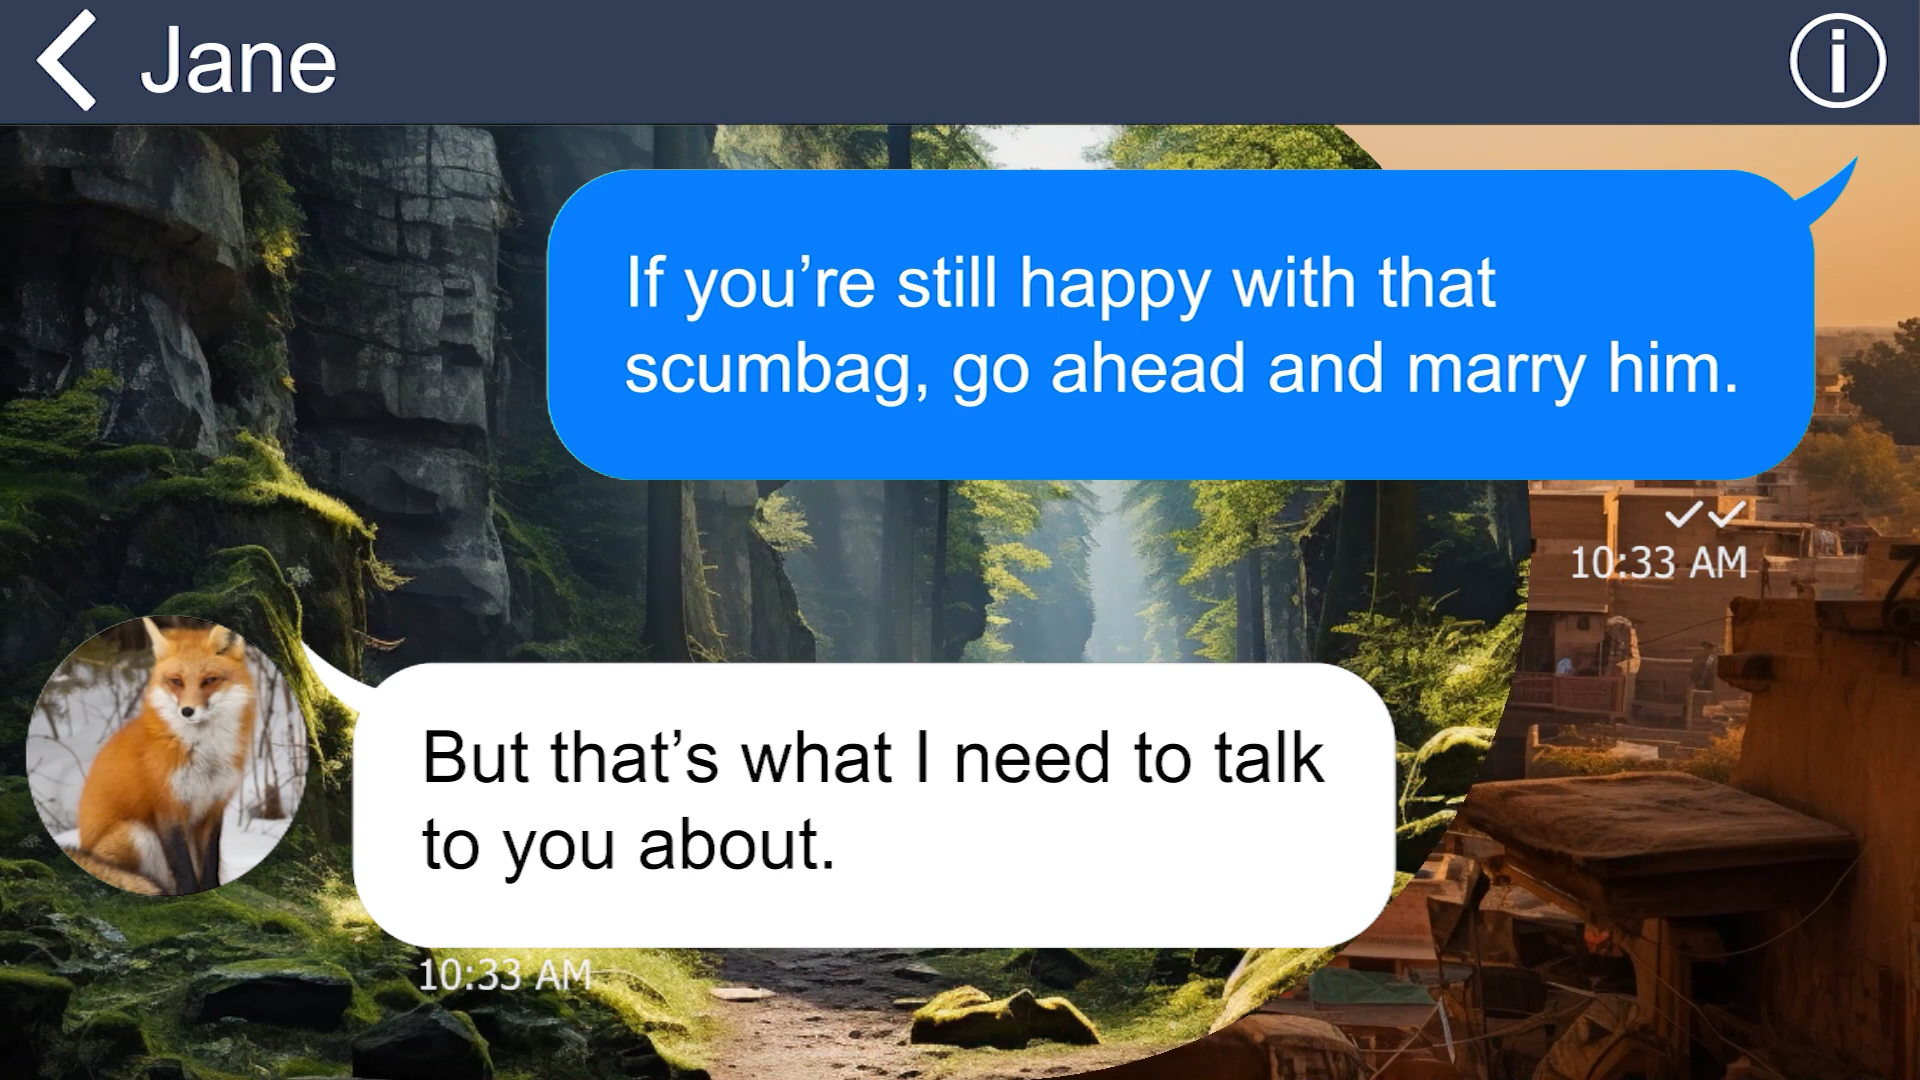 Jane
If you’re still happy with that
scumbag, go ahead and marry him.
10:33 AM
But that’s what I need to talk
to you about.
10:33 AM